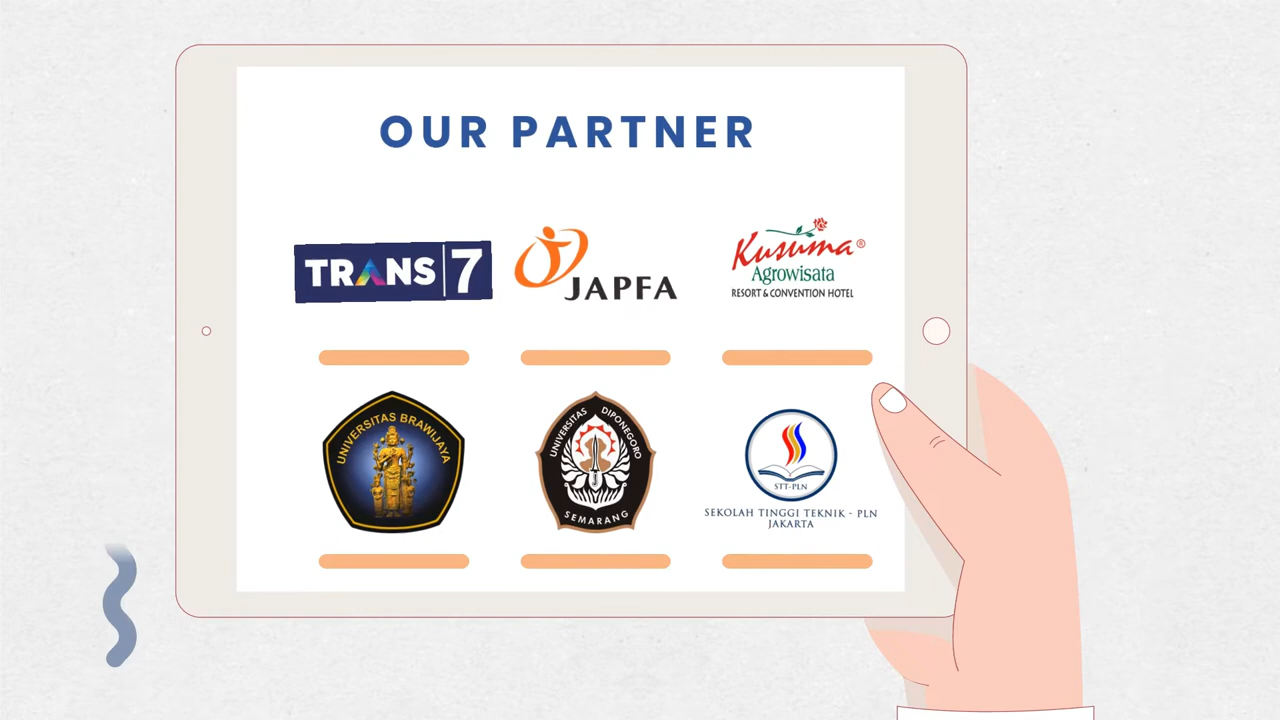 OUR PARTNER
TRANS 7
JAPFA
Kusuma®
Agrowisata
RESORT & CONVENTION HOTEL
UNIVERSITAS BRAWIJAYA
UNIVERSITAS DIPONEGORO
SEMARANG
STT-PLN
SEKOLAH TINGGI TEKNIK - PLN
JAKARTA